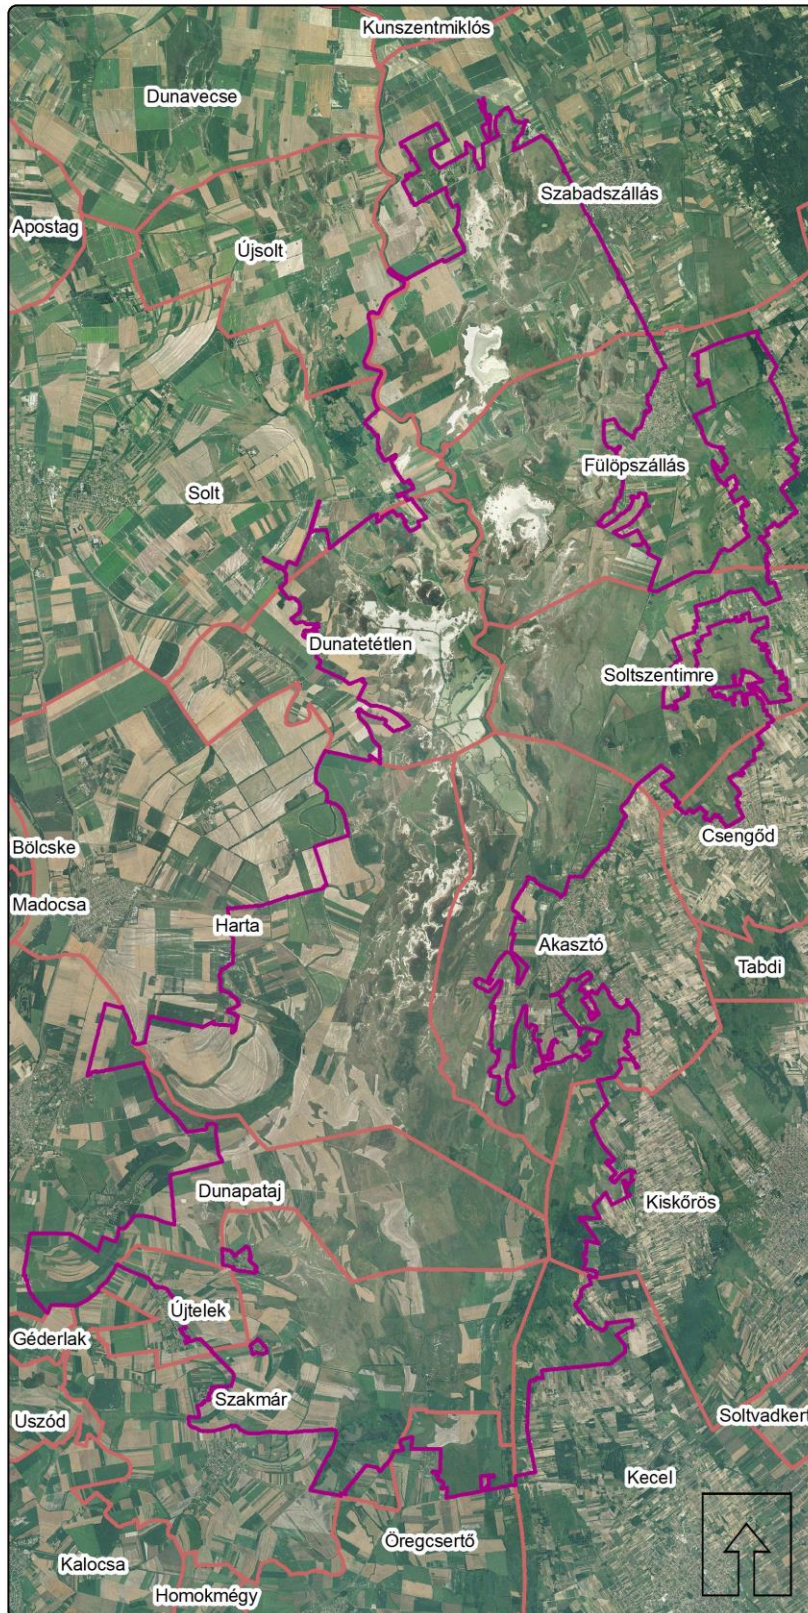 Kunszentmiklós
Dunavecse
Szabadszállás
Apostag
Újsolt
Fülöpszállás
Solt
Dunatetétlen
Soltszentimre
Csengőd
Bölcske
Madocsa
Harta
Akasztó
Tabdi
Dunapataj
Kiskőrös
Újtelek
Géderlak
Szakmár
Uszód
Soltvadkert
Kecel
Öregcsertő
Kalocsa
Homokmégy